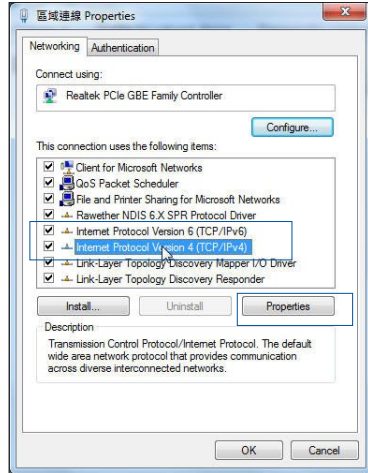 區域連線 Properties
Networking
Authentication
Connect using:
Realtek PCIe GBE Family Controller
Configure...
This connection uses the following items:
Client for Microsoft Networks
QoS Packet Scheduler
File and Printer Sharing for Microsoft Networks
Rawether NDIS 6.X SPR Protocol Driver
Internet Protocol Version 6 (TCP/IPv6)
Internet Protocol Version 4 (TCP/IPv4)
Link-Layer Topology Discovery Mapper I/O Driver
Link-Layer Topology Discovery Responder
Install...
Uninstall
Properties
Description
Transmission Control Protocol/Internet Protocol. The default
wide area network protocol that provides communication
across diverse interconnected networks.
OK
Cancel